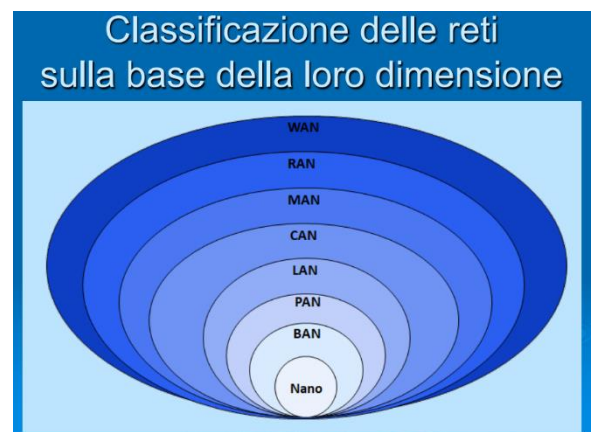 Classificazione delle reti
sulla base della loro dimensione
WAN
RAN
MAN
CAN
LAN
PAN
BAN
Nano